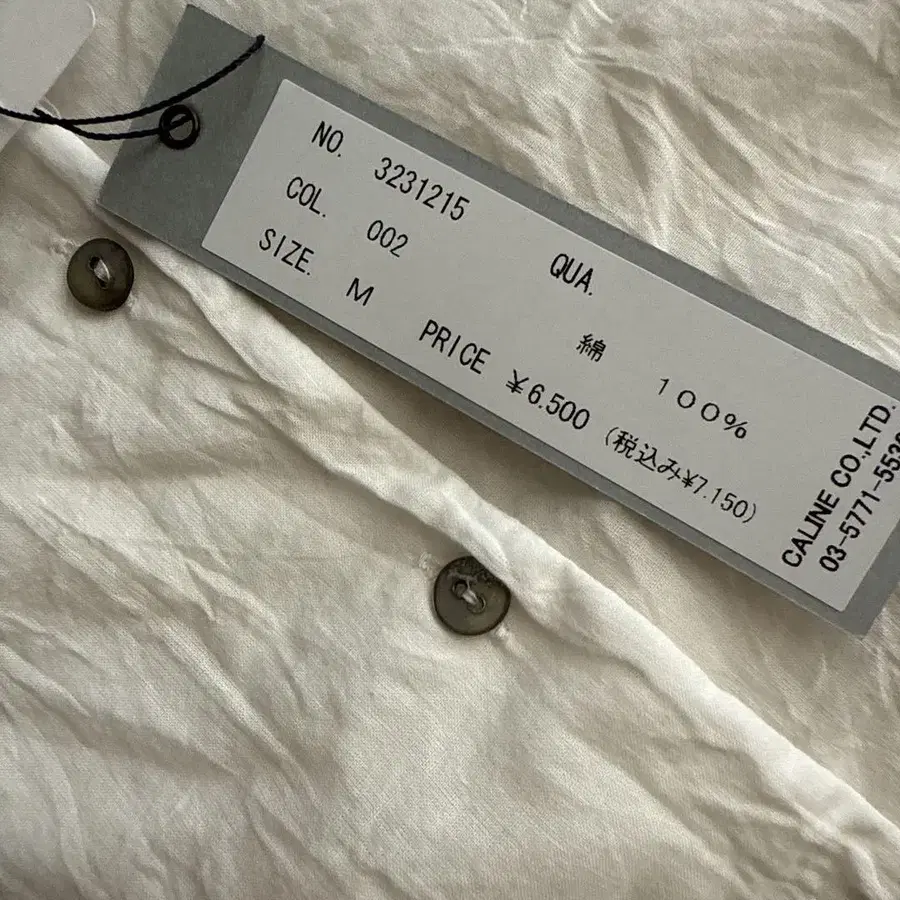 NO. 3231215
COL. 002
SIZE. M
QUA.
綿 100%
PRICE ¥6.500 (税込み¥7.150)
CALINE CO.,LTD.
03-5771-553